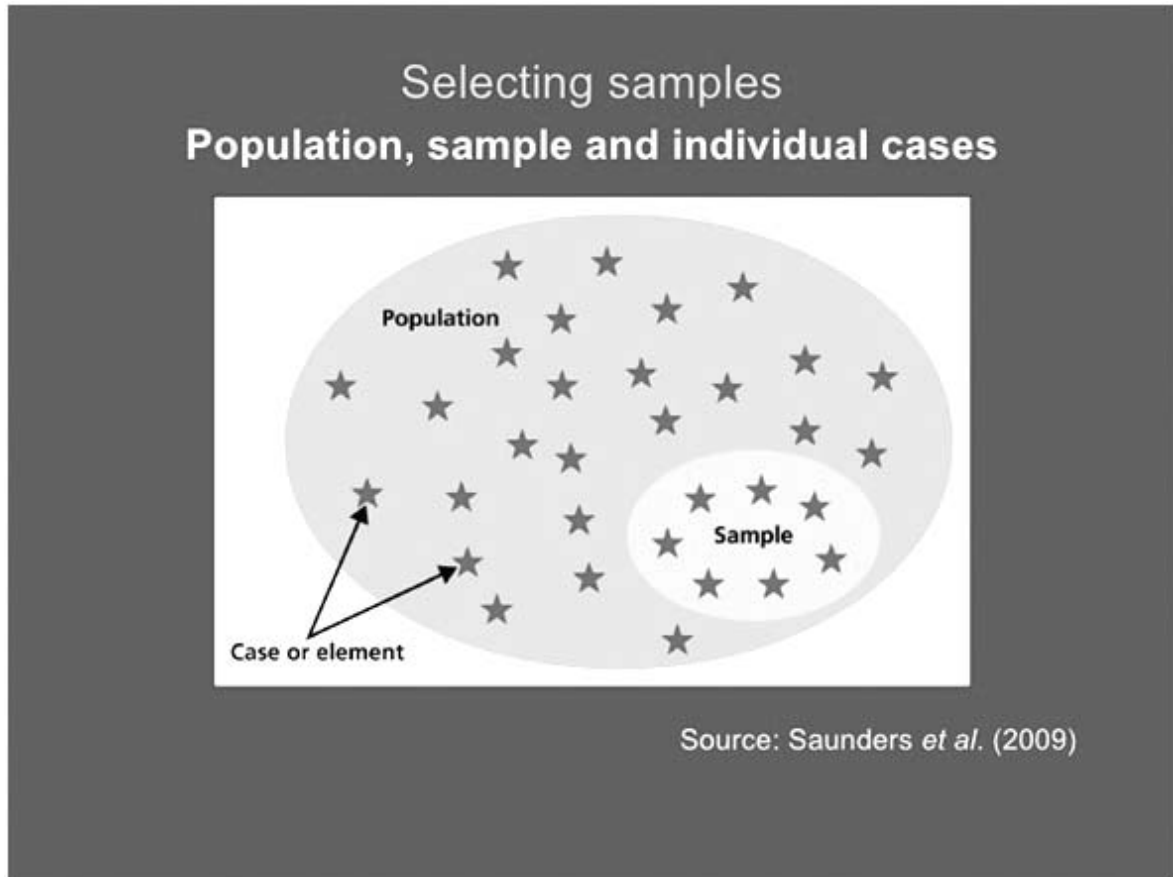 Selecting samples
Population, sample and individual cases
Population
Sample
Case or element
Source: Saunders et al. (2009)